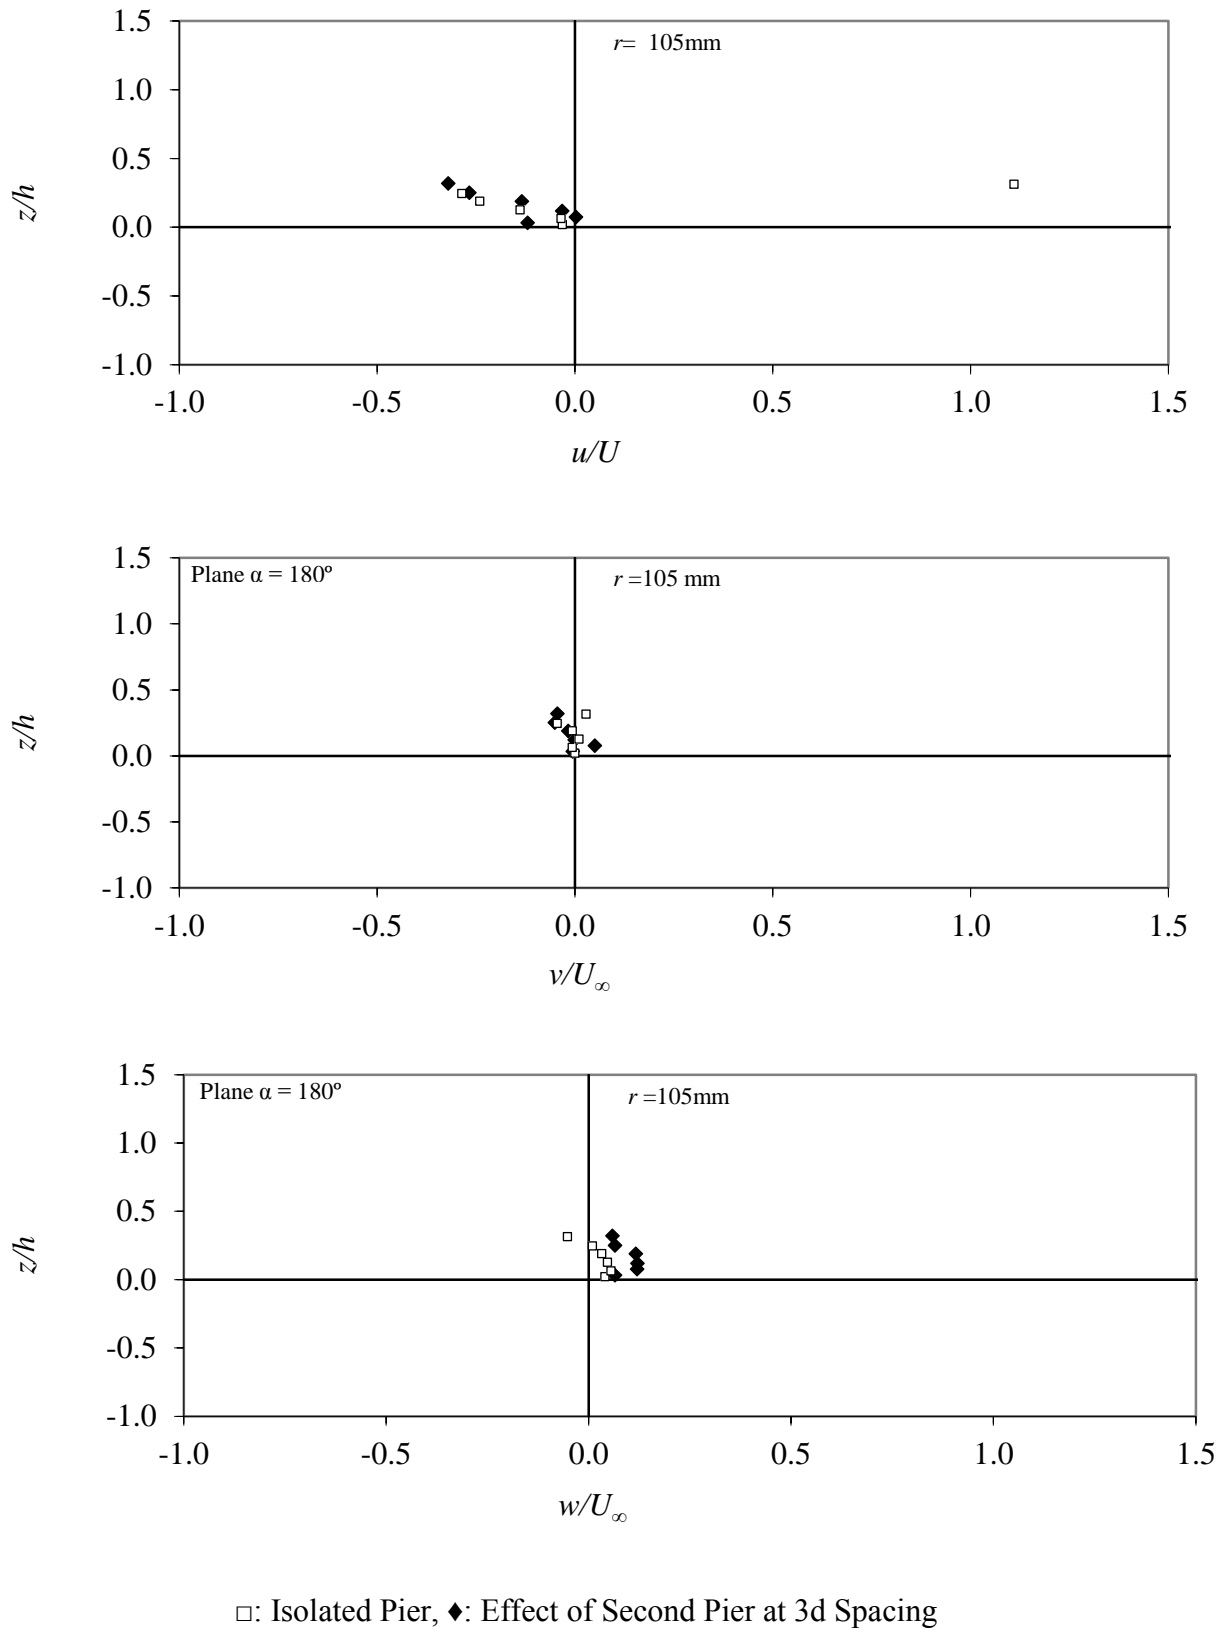 1.5
r= 105mm
1.0
0.5
z/h
0.0
-0.5
-1.0
-1.0 -0.5 0.0 0.5 1.0 1.5
u/U
1.5
Plane α = 180º r =105 mm
1.0
0.5
z/h
0.0
-0.5
-1.0
-1.0 -0.5 0.0 0.5 1.0 1.5
v/U∞
1.5
Plane α = 180º r =105mm
1.0
0.5
z/h
0.0
-0.5
-1.0
-1.0 -0.5 0.0 0.5 1.0 1.5
w/U∞
□: Isolated Pier, ♦: Effect of Second Pier at 3d Spacing